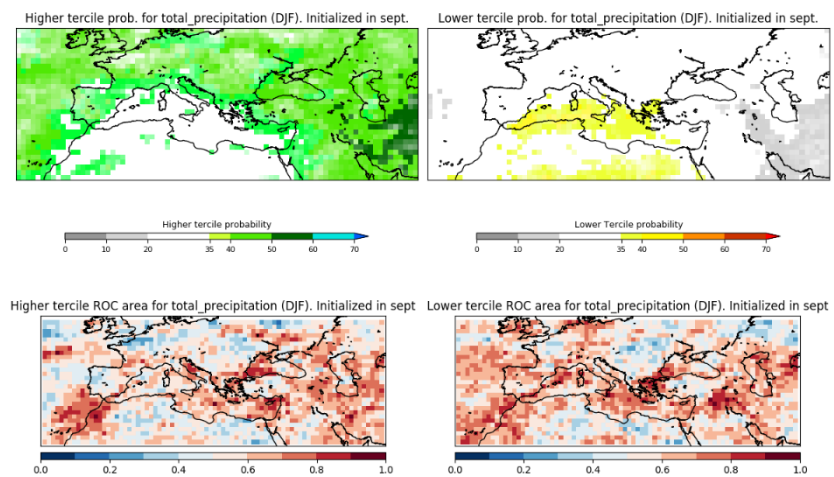 Higher tercile prob. for total_precipitation (DJF). Initialized in sept.
Lower tercile prob. for total_precipitation (DJF). Initialized in sept.
Higher tercile probability
0 10 20 35 40 50 60 70
Lower Tercile probability
0 10 20 35 40 50 60 70
Higher tercile ROC area for total_precipitation (DJF). Initialized in sept
Lower tercile ROC area for total_precipitation (DJF). Initialized in sept
0.0 0.2 0.4 0.6 0.8 1.0
0.0 0.2 0.4 0.6 0.8 1.0